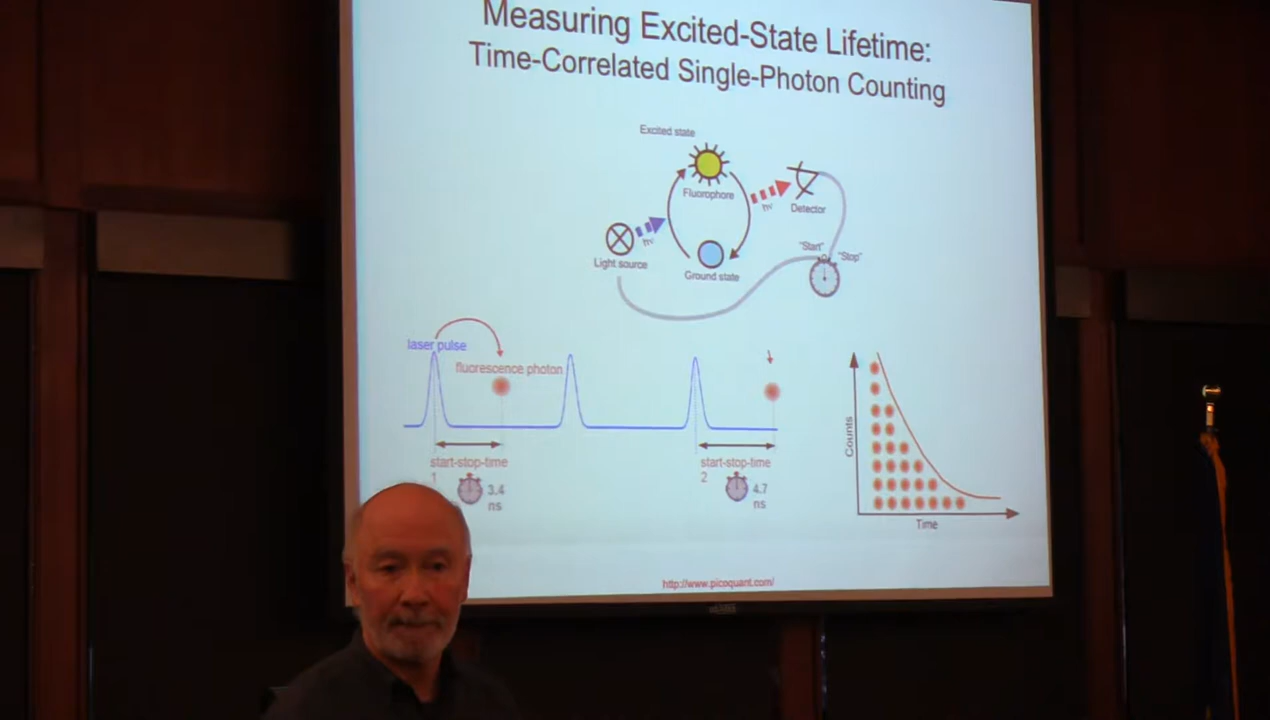 Measuring Excited-State Lifetime:
Time-Correlated Single-Photon Counting
Excited state
Fluorophore
hν
Detector
hν
Light source
Ground state
"Start"
"Stop"
laser pulse
fluorescence photon
start-stop-time
1
3.4
ns
start-stop-time
2
4.7
ns
Counts
Time
http://www.picoquant.com/